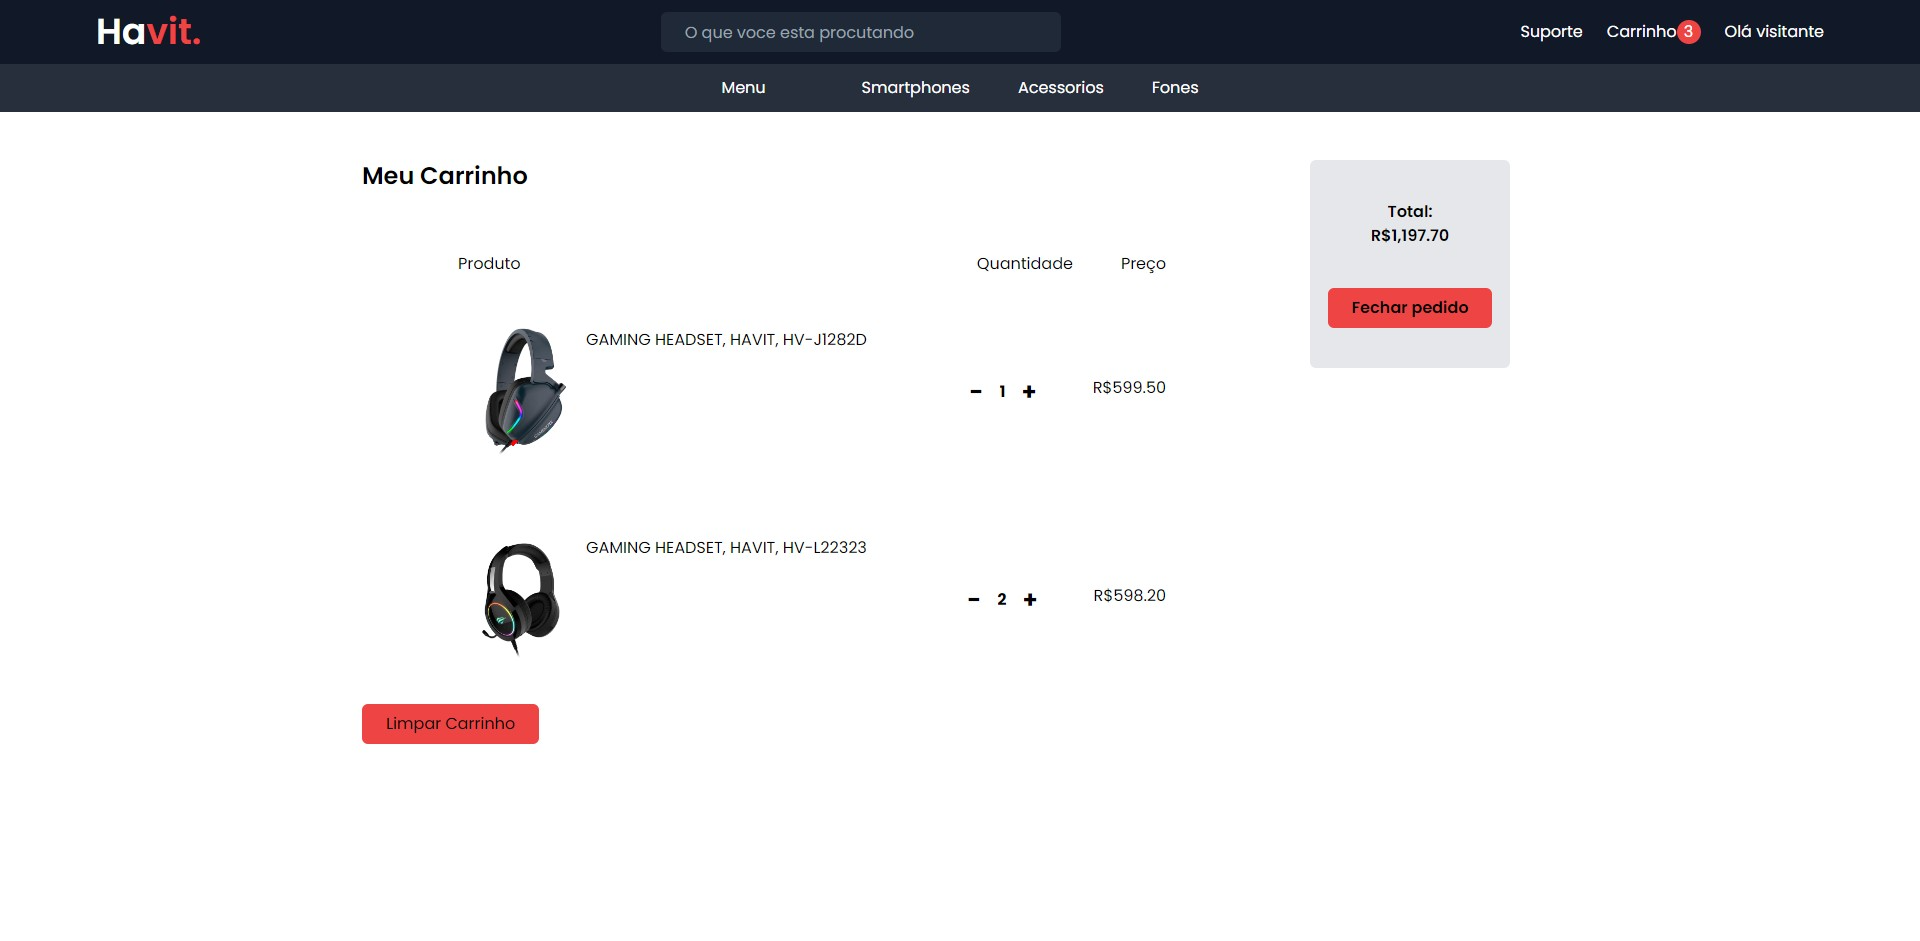 Havit.
O que voce esta procutando
Suporte Carrinho 3 Olá visitante
Menu Smartphones Acessorios Fones
Meu Carrinho
Produto Quantidade Preço
GAMING HEADSET, HAVIT, HV-J1282D
1 R$599.50
GAMING HEADSET, HAVIT, HV-L22323
2 R$598.20
Limpar Carrinho
Total:
R$1,197.70
Fechar pedido